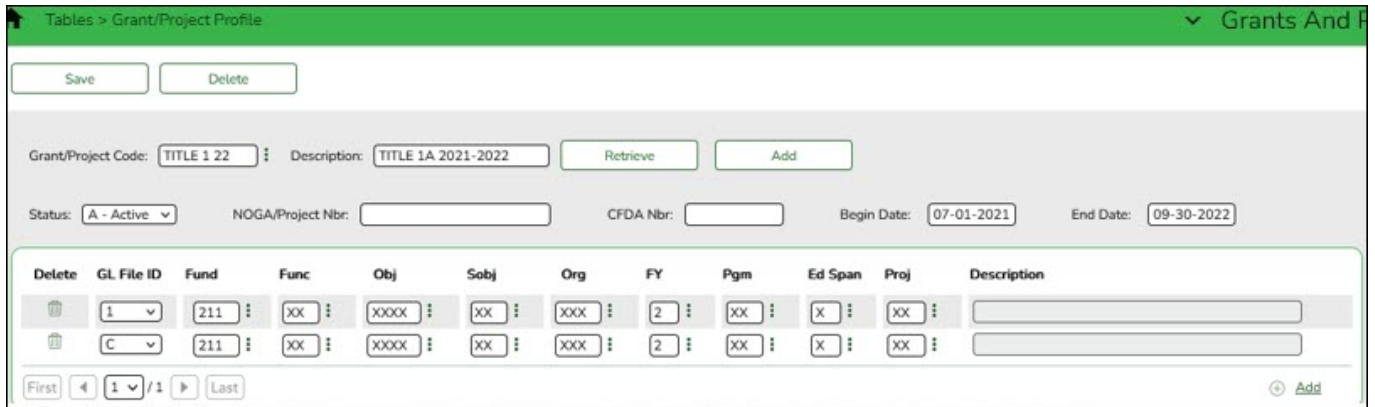 Tables > Grant/Project Profile Grants And
Save Delete
Grant/Project Code: TITLE 1 22 Description: TITLE 1A 2021-2022 Retrieve Add
Status: A - Active NOGA/Project Nbr: CFDA Nbr: Begin Date: 07-01-2021 End Date: 09-30-2022
Delete GL File ID Fund Func Obj Sobj Org FY Pgm Ed Span Proj Description
1 211 XX XXXX XX XXX 2 XX X XX
C 211 XX XXXX XX XXX 2 XX X XX
First 1 / 1 Last Add